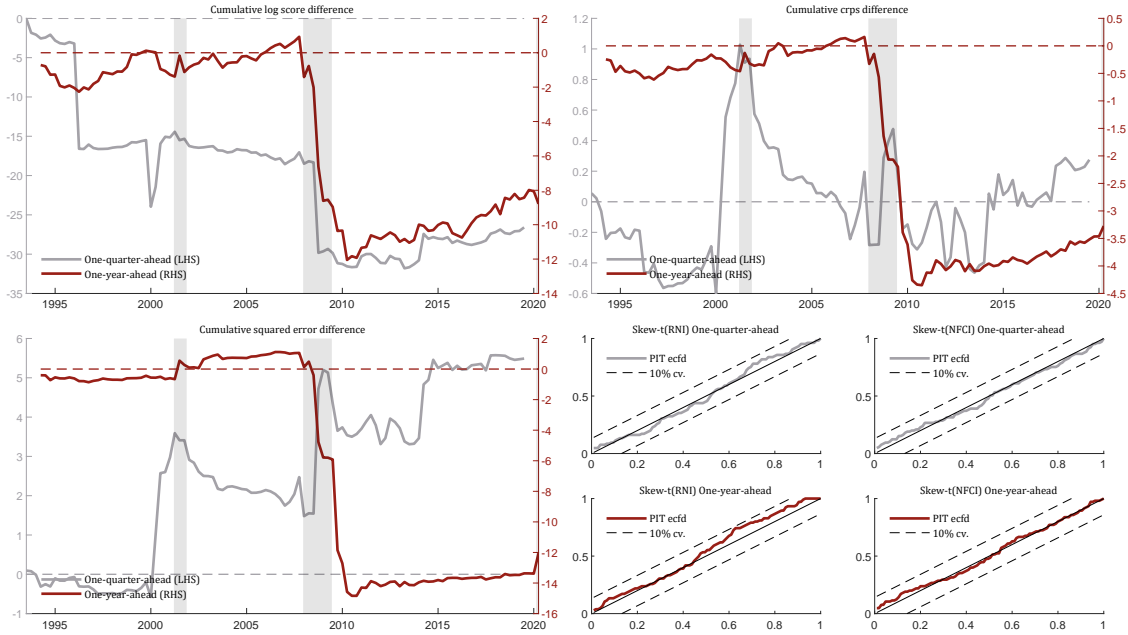 Cumulative log score difference
0
-5
-10
-15
-20
-25
-30
-35
2
0
-2
-4
-6
-8
-10
-12
-14
One-quarter-ahead (LHS)
One-year-ahead (RHS)
1995 2000 2005 2010 2015 2020
Cumulative crps difference
1.2
1
0.8
0.6
0.4
0.2
0
-0.2
-0.4
-0.6
0.5
0
-0.5
-1
-1.5
-2
-2.5
-3
-3.5
-4
-4.5
One-quarter-ahead (LHS)
One-year-ahead (RHS)
1995 2000 2005 2010 2015 2020
Cumulative squared error difference
6
5
4
3
2
1
0
-1
2
0
-2
-4
-6
-8
-10
-12
-14
-16
One-quarter-ahead (LHS)
One-year-ahead (RHS)
1995 2000 2005 2010 2015 2020
Skew-t(RNI) One-quarter-ahead
1
0.5
0
PIT ecfd
10% cv.
0 0.2 0.4 0.6 0.8 1
Skew-t(NFCI) One-quarter-ahead
1
0.5
0
PIT ecfd
10% cv.
0 0.2 0.4 0.6 0.8 1
Skew-t(RNI) One-year-ahead
1
0.5
0
PIT ecfd
10% cv.
0 0.2 0.4 0.6 0.8 1
Skew-t(NFCI) One-year-ahead
1
0.5
0
PIT ecfd
10% cv.
0 0.2 0.4 0.6 0.8 1